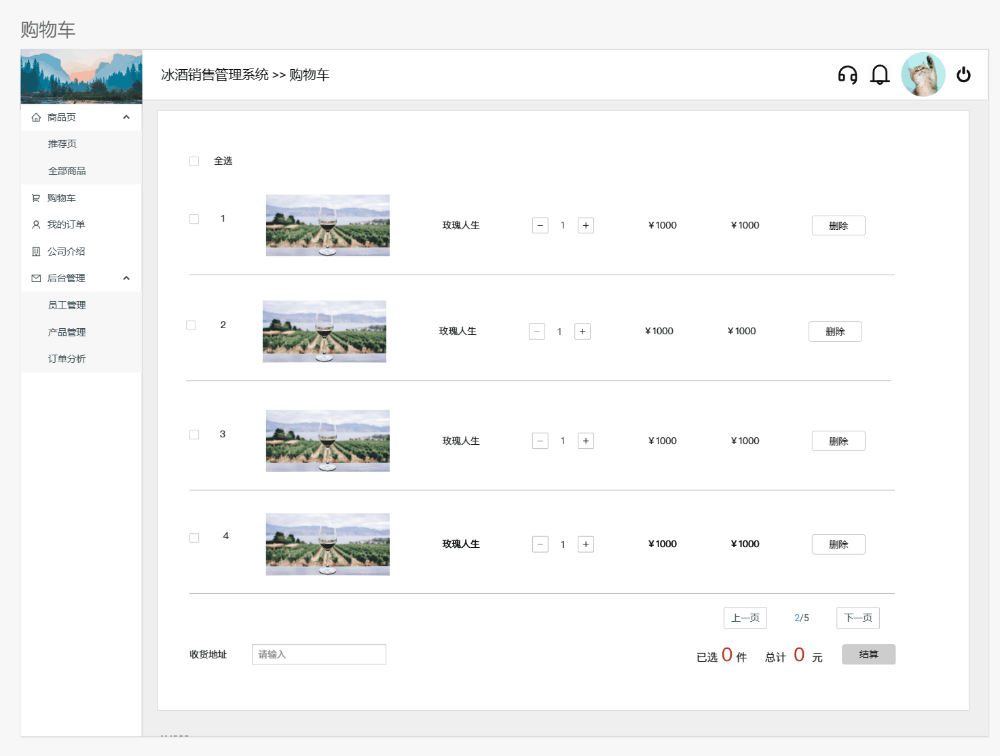 购物车
冰酒销售管理系统 >> 购物车
商品页
推荐页
全部商品
购物车
我的订单
公司介绍
后台管理
员工管理
产品管理
订单分析
全选
1 玫瑰人生 − 1 + ¥1000 ¥1000 删除
2 玫瑰人生 − 1 + ¥1000 ¥1000 删除
3 玫瑰人生 − 1 + ¥1000 ¥1000 删除
4 玫瑰人生 − 1 + ¥1000 ¥1000 删除
上一页 2/5 下一页
收货地址 请输入 已选 0 件 总计 0 元 结算